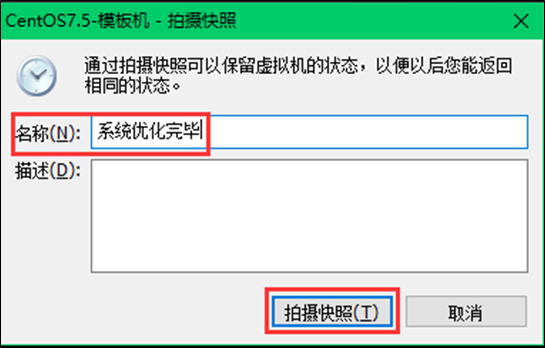 CentOS7.5-模板机 - 拍摄快照
通过拍摄快照可以保留虚拟机的状态，以便以后您能返回
相同的状态。
名称(N): 系统优化完毕
描述(D):
拍摄快照(T) 取消